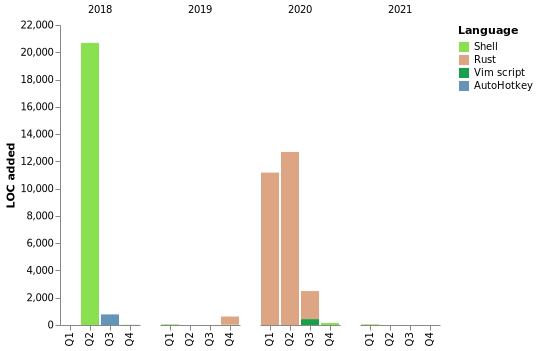 2018 2019 2020 2021
Language
Shell
Rust
Vim script
AutoHotkey
LOC added
22,000
20,000
18,000
16,000
14,000
12,000
10,000
8,000
6,000
4,000
2,000
0
Q1 Q2 Q3 Q4 Q1 Q2 Q3 Q4 Q1 Q2 Q3 Q4 Q1 Q2 Q3 Q4